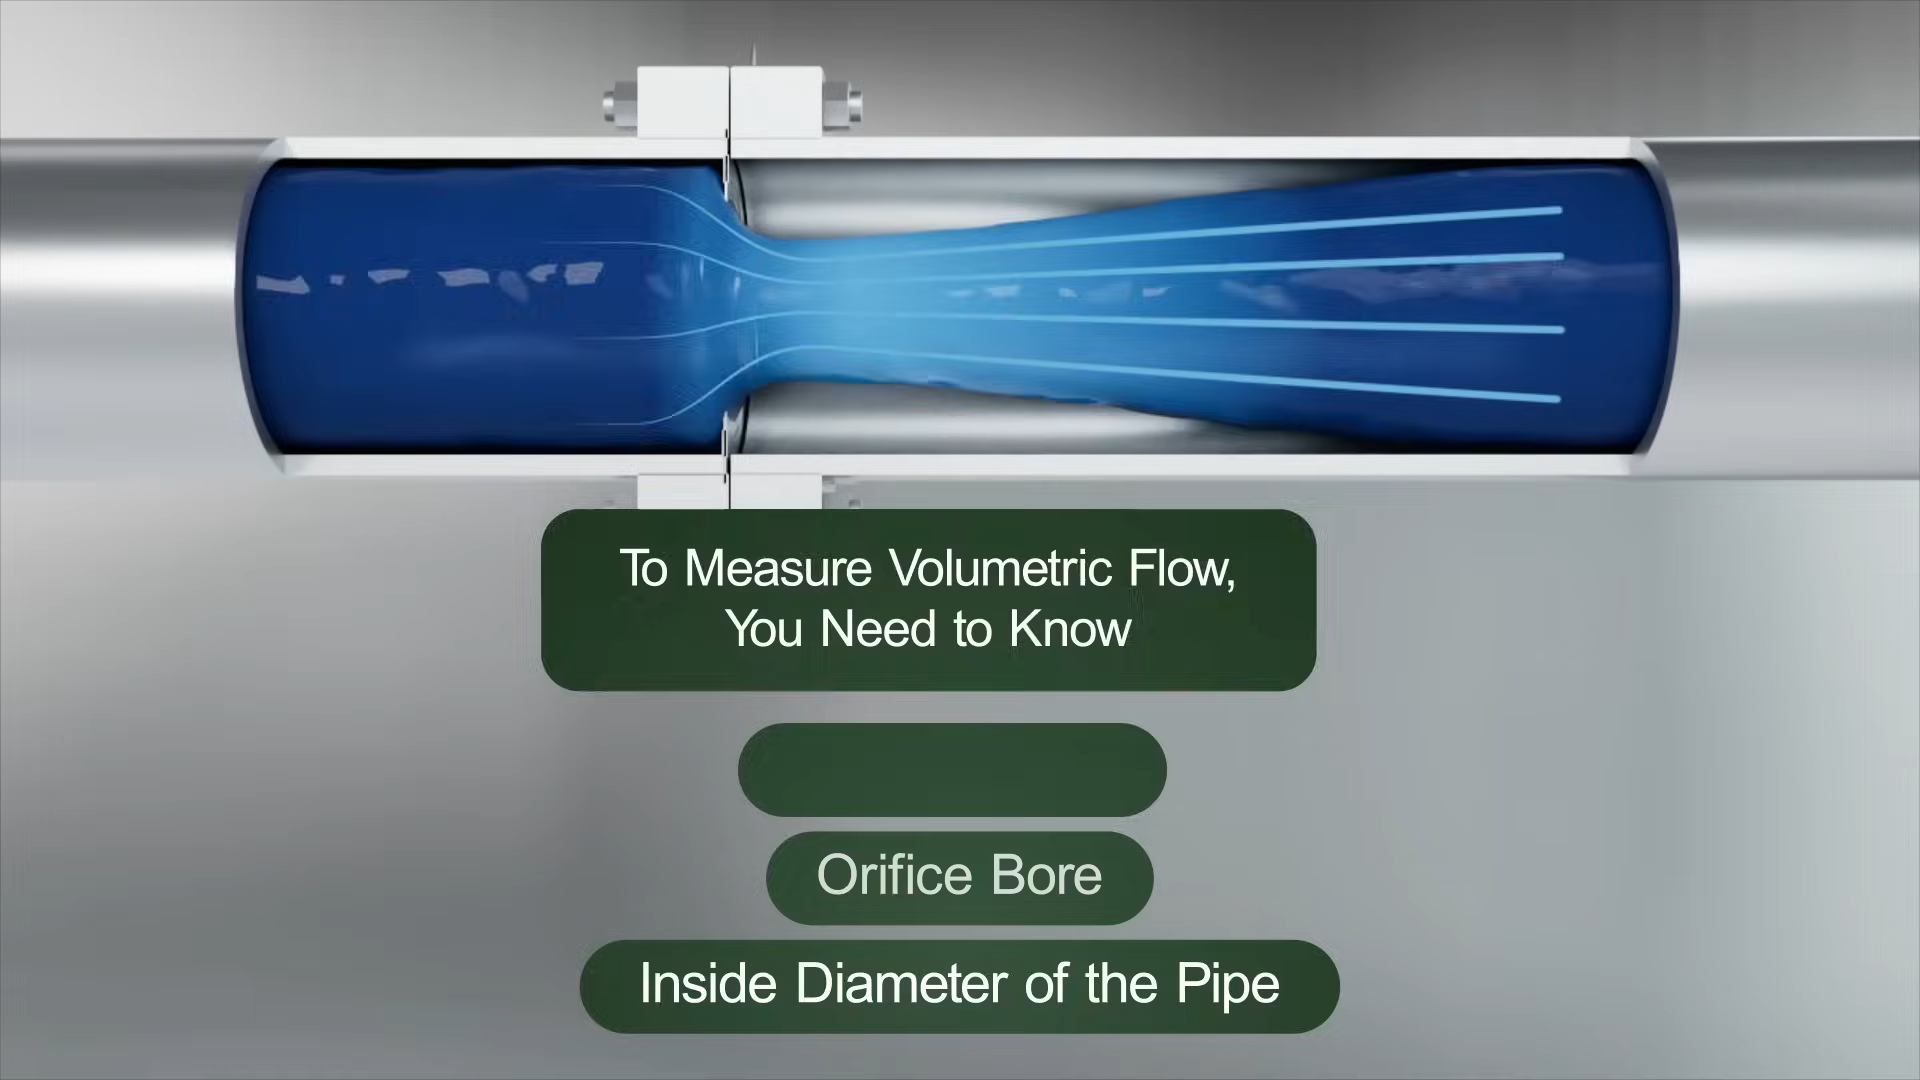 To Measure Volumetric Flow,
You Need to Know
Orifice Bore
Inside Diameter of the Pipe